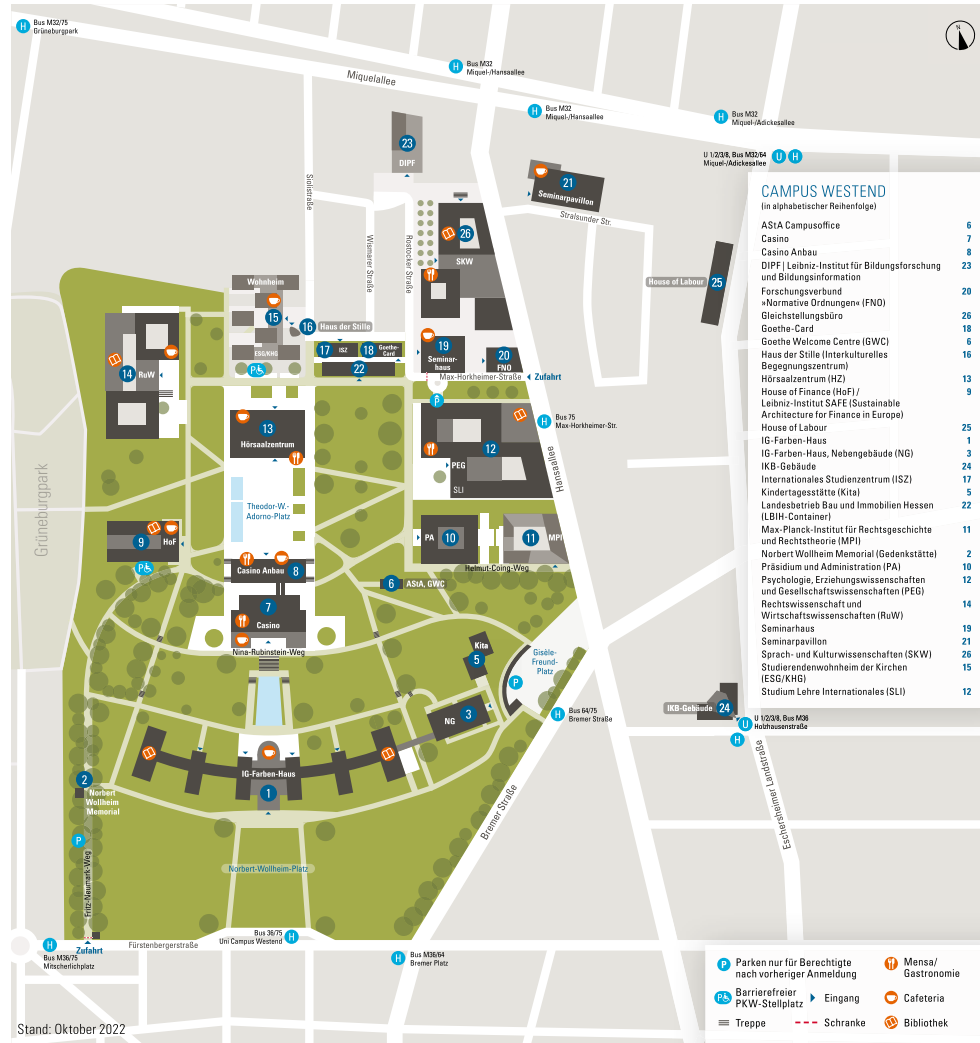 Bus M32/75
Grüneburgpark
H
N
Bus M32
Miquel-/Hansaallee
H
Miquelallee
Bus M32
Miquel-/Hansaallee
H
Bus M32
Miquel-/Adickesallee
H
U 1/2/3/8, Bus M32/64
Miquel-/Adickesallee
U
H
23
DIPF
21
Seminarpavillon
Stralsunder Str.
Siolistraße
Wismarer Straße
Rostocker Straße
26
SKW
House of Labour
25
Wohnheim
15
16
Haus der Stille
ESG/KHG
17
ISZ
18
Goethe-
Card
22
19
Seminar-
haus
20
FNO
Max-Horkheimer-Straße
Zufahrt
14
RuW
P
P
13
Hörsaalzentrum
H
Bus 75
Max-Horkheimer-Str.
12
PEG
SLI
Hansaallee
Grüneburgpark
Theodor-W.-
Adorno-Platz
9
HoF
P
PA
10
11
MPI
Helmut-Coing-Weg
Casino Anbau
8
6
AStA, GWC
7
Casino
Nina-Rubinstein-Weg
Kita
5
Gisèle-
Freund-
Platz
P
3
NG
H
Bus 64/75
Bremer Straße
IKB-Gebäude
24
U
U 1/2/3/8, Bus M36
Holzhausenstraße
H
Eschersheimer Landstraße
IG-Farben-Haus
1
2
Norbert
Wollheim
Memorial
P
Bremer Straße
Fritz-Neumark-Weg
Norbert-Wollheim-Platz
Bus 36/75
Uni Campus Westend
H
Zufahrt
Fürstenbergerstraße
H
Bus M36/75
Mitscherlichplatz
H
Bus M36/64
Bremer Platz
Stand: Oktober 2022
CAMPUS WESTEND
(in alphabetischer Reihenfolge)
AStA Campusoffice 6
Casino 7
Casino Anbau 8
DIPF | Leibniz-Institut für Bildungsforschung 23
und Bildungsinformation
Forschungsverbund 20
»Normative Ordnungen« (FNO)
Gleichstellungsbüro 26
Goethe-Card 18
Goethe Welcome Centre (GWC) 6
Haus der Stille (Interkulturelles 16
Begegnungszentrum)
Hörsaalzentrum (HZ) 13
House of Finance (HoF) / 9
Leibniz-Institut SAFE (Sustainable
Architecture for Finance in Europe)
House of Labour 25
IG-Farben-Haus 1
IG-Farben-Haus, Nebengebäude (NG) 3
IKB-Gebäude 24
Internationales Studienzentrum (ISZ) 17
Kindertagesstätte (Kita) 5
Landesbetrieb Bau und Immobilien Hessen 22
(LBIH-Container)
Max-Planck-Institut für Rechtsgeschichte 11
und Rechtstheorie (MPI)
Norbert Wollheim Memorial (Gedenkstätte) 2
Präsidium und Administration (PA) 10
Psychologie, Erziehungswissenschaften 12
und Gesellschaftswissenschaften (PEG)
Rechtswissenschaft und 14
Wirtschaftswissenschaften (RuW)
Seminarhaus 19
Seminarpavillon 21
Sprach- und Kulturwissenschaften (SKW) 26
Studierendenwohnheim der Kirchen 15
(ESG/KHG)
Studium Lehre Internationales (SLI) 12
P
Parken nur für Berechtigte
nach vorheriger Anmeldung
Mensa/
Gastronomie
P
Barrierefreier
PKW-Stellplatz
Eingang
Cafeteria
Treppe
Schranke
Bibliothek